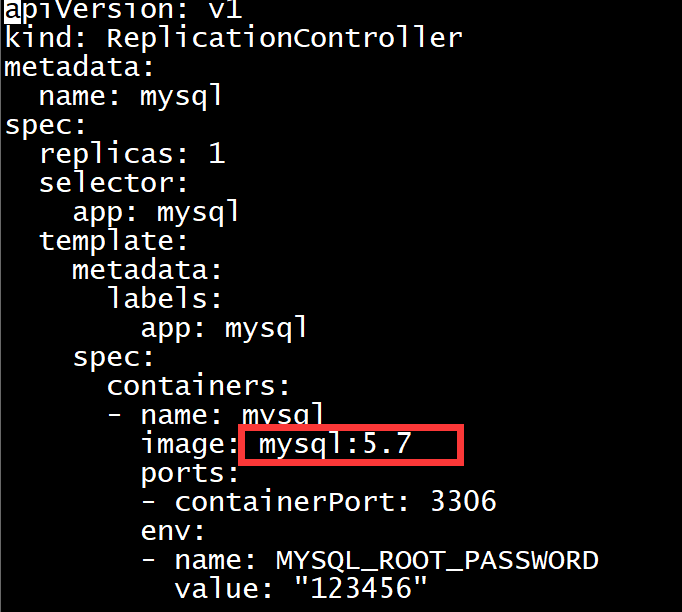 apiVersion: v1
kind: ReplicationController
metadata:
  name: mysql
spec:
  replicas: 1
  selector:
    app: mysql
  template:
    metadata:
      labels:
        app: mysql
    spec:
      containers:
      - name: mysql
        image: mysql:5.7
        ports:
        - containerPort: 3306
        env:
        - name: MYSQL_ROOT_PASSWORD
          value: "123456"